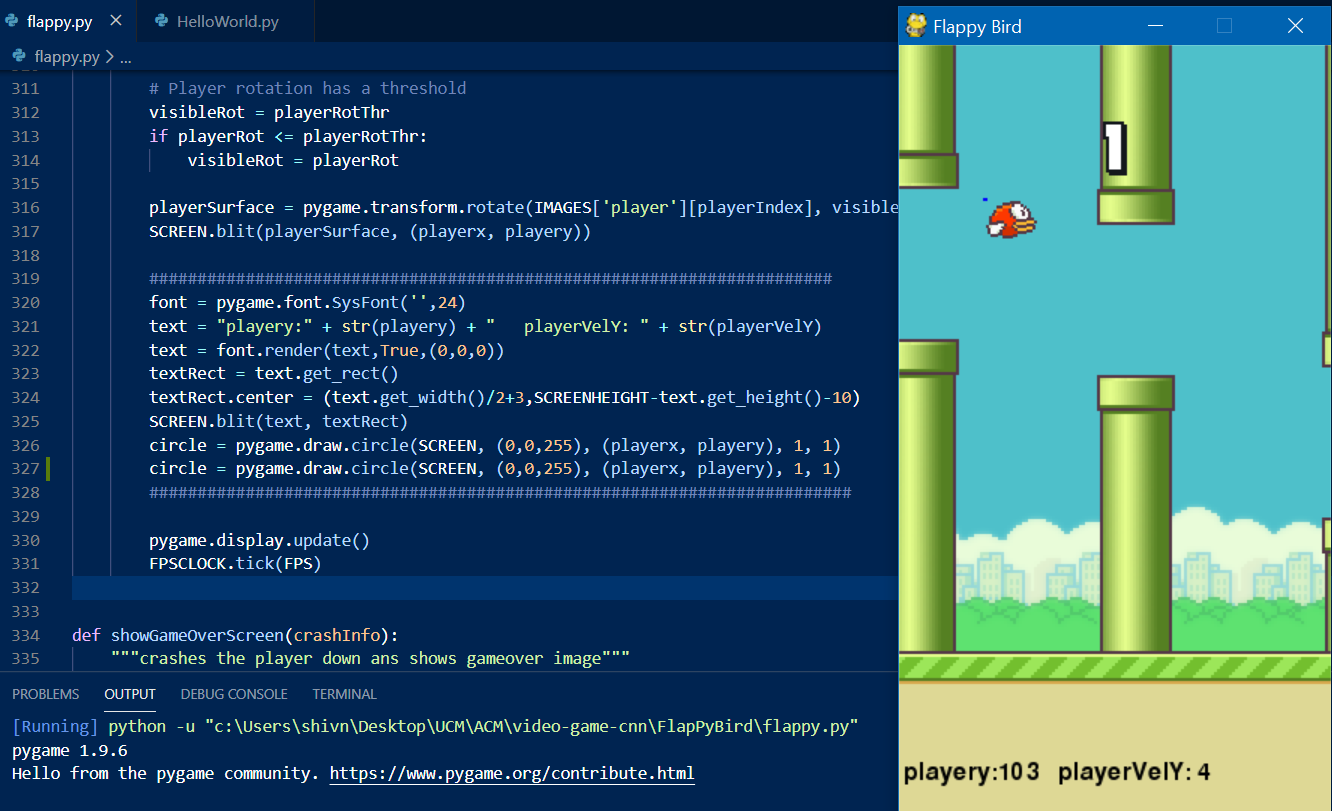 flappy.py
HelloWorld.py
flappy.py > ...
311 # Player rotation has a threshold
312 visibleRot = playerRotThr
313 if playerRot <= playerRotThr:
314 visibleRot = playerRot
315
316 playerSurface = pygame.transform.rotate(IMAGES['player'][playerIndex], visible
317 SCREEN.blit(playerSurface, (playerx, playery))
318
319 #######################################################################
320 font = pygame.font.SysFont('',24)
321 text = "playery:" + str(playery) + "   playerVelY: " + str(playerVelY)
322 text = font.render(text,True,(0,0,0))
323 textRect = text.get_rect()
324 textRect.center = (text.get_width()/2+3,SCREENHEIGHT-text.get_height()-10)
325 SCREEN.blit(text, textRect)
326 circle = pygame.draw.circle(SCREEN, (0,0,255), (playerx, playery), 1, 1)
327 circle = pygame.draw.circle(SCREEN, (0,0,255), (playerx, playery), 1, 1)
328 #########################################################################
329
330 pygame.display.update()
331 FPSCLOCK.tick(FPS)
332
333
334 def showGameOverScreen(crashInfo):
335 """crashes the player down ans shows gameover image"""
PROBLEMS OUTPUT DEBUG CONSOLE TERMINAL
[Running] python -u "c:\Users\shivn\Desktop\UCM\ACM\video-game-cnn\FlapPyBird\flappy.py"
pygame 1.9.6
Hello from the pygame community. https://www.pygame.org/contribute.html
Flappy Bird
1
playery:103   playerVelY: 4